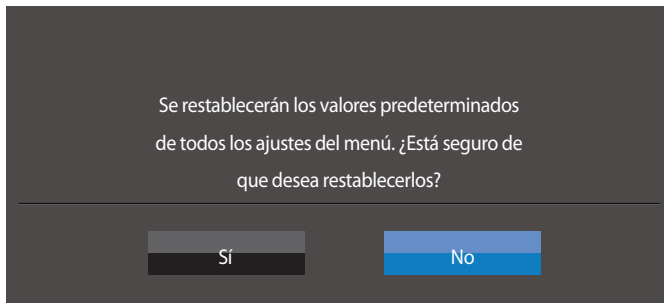 Se restablecerán los valores predeterminados
de todos los ajustes del menú. ¿Está seguro de
que desea restablecerlos?
Sí No